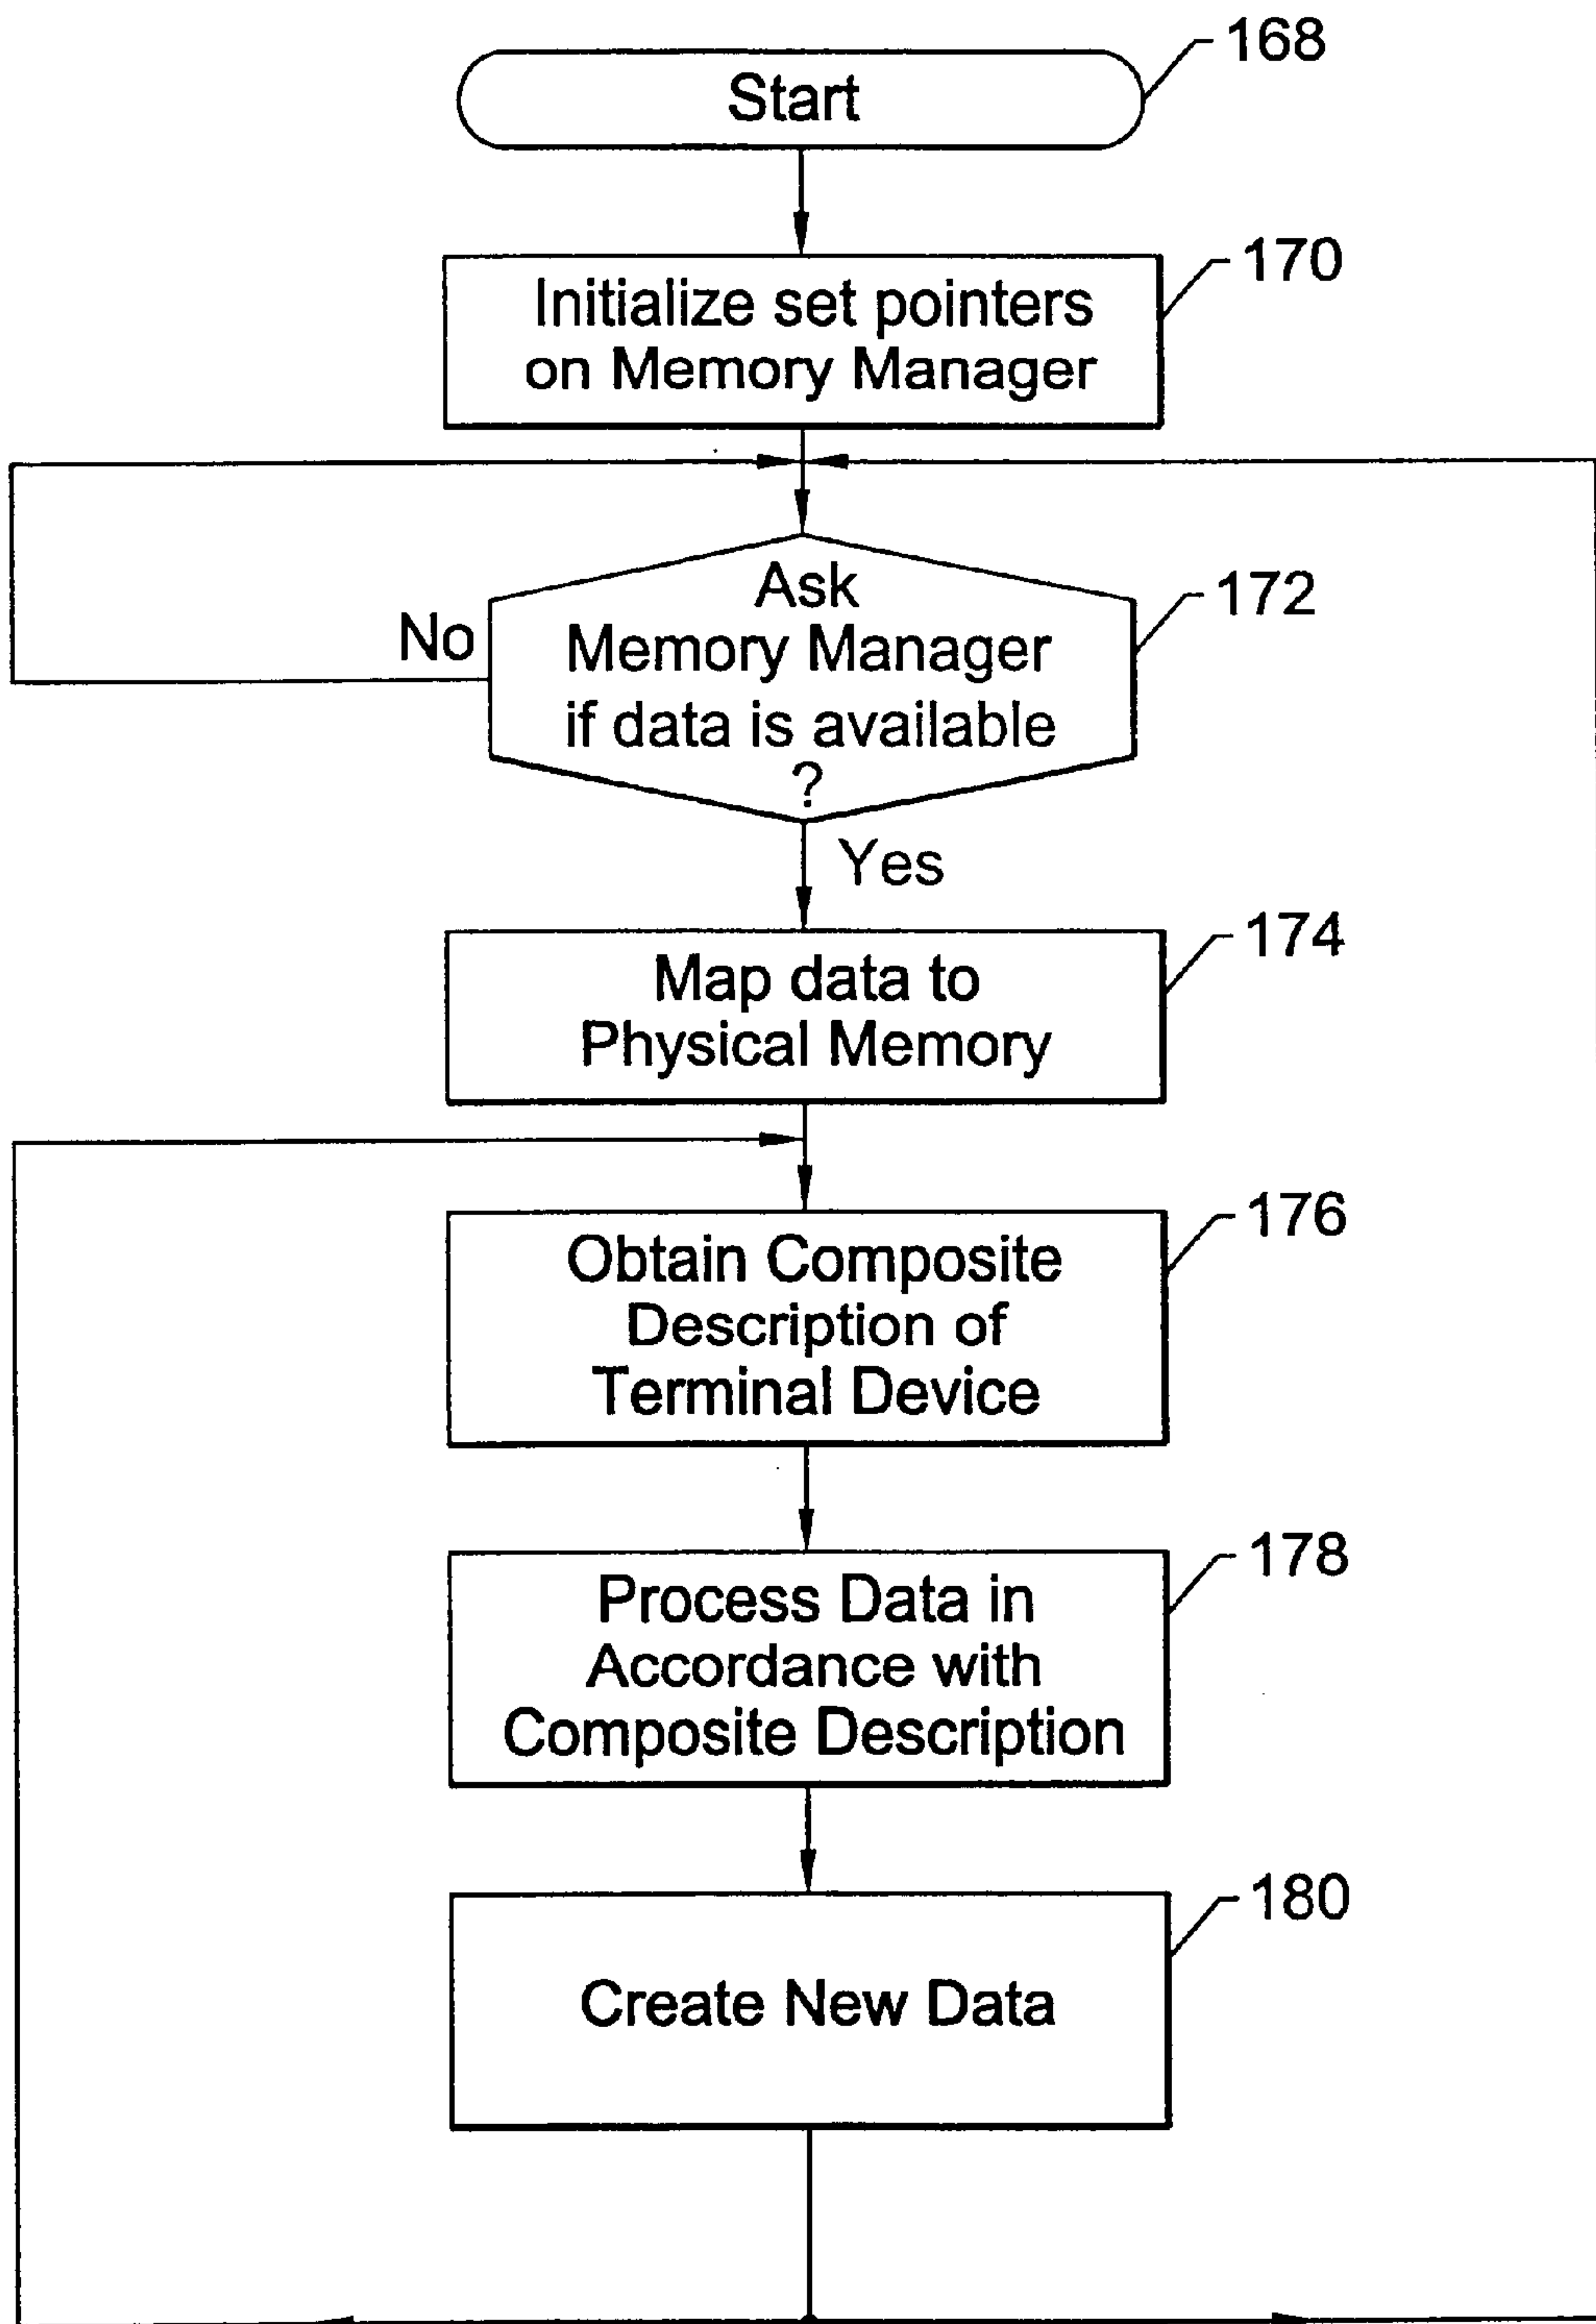 Start
168
Initialize set pointers
on Memory Manager
170
Ask
Memory Manager
if data is available
?
172
No
Yes
Map data to
Physical Memory
174
Obtain Composite
Description of
Terminal Device
176
Process Data in
Accordance with
Composite Description
178
Create New Data
180